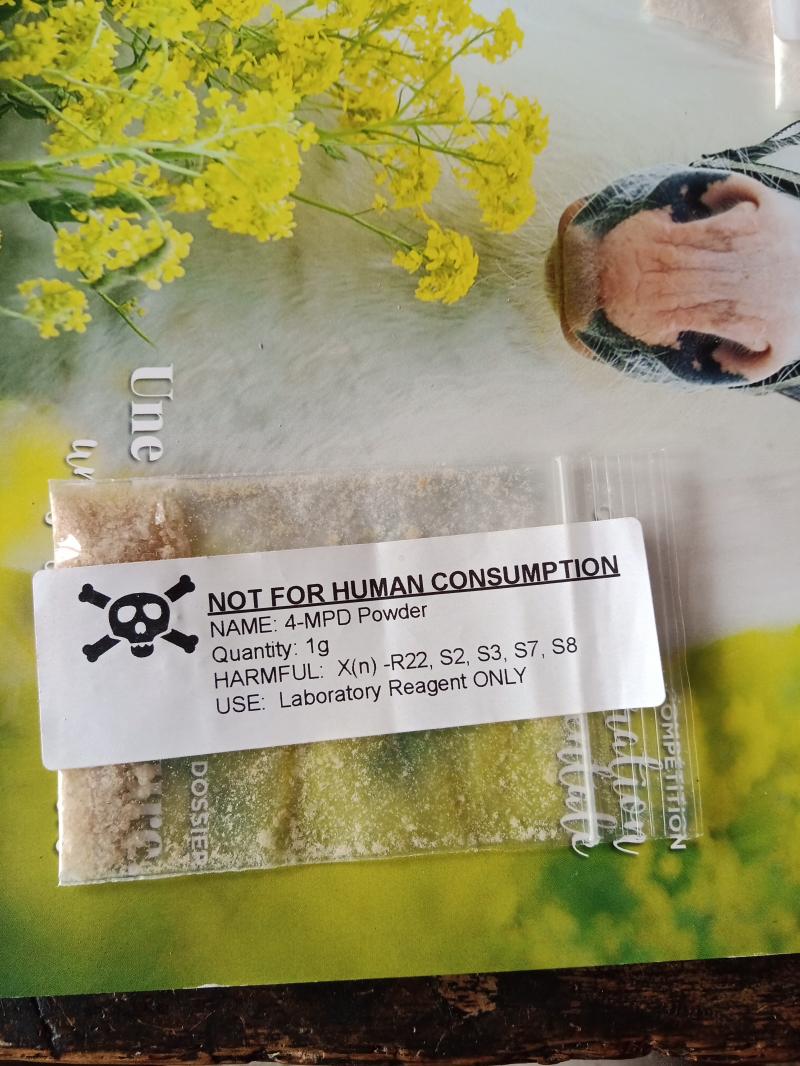 NOT FOR HUMAN CONSUMPTION
NAME: 4-MPD Powder
Quantity: 1g
HARMFUL: X(n) -R22, S2, S3, S7, S8
USE: Laboratory Reagent ONLY
Une
DOSSIER
COMPÉTITION